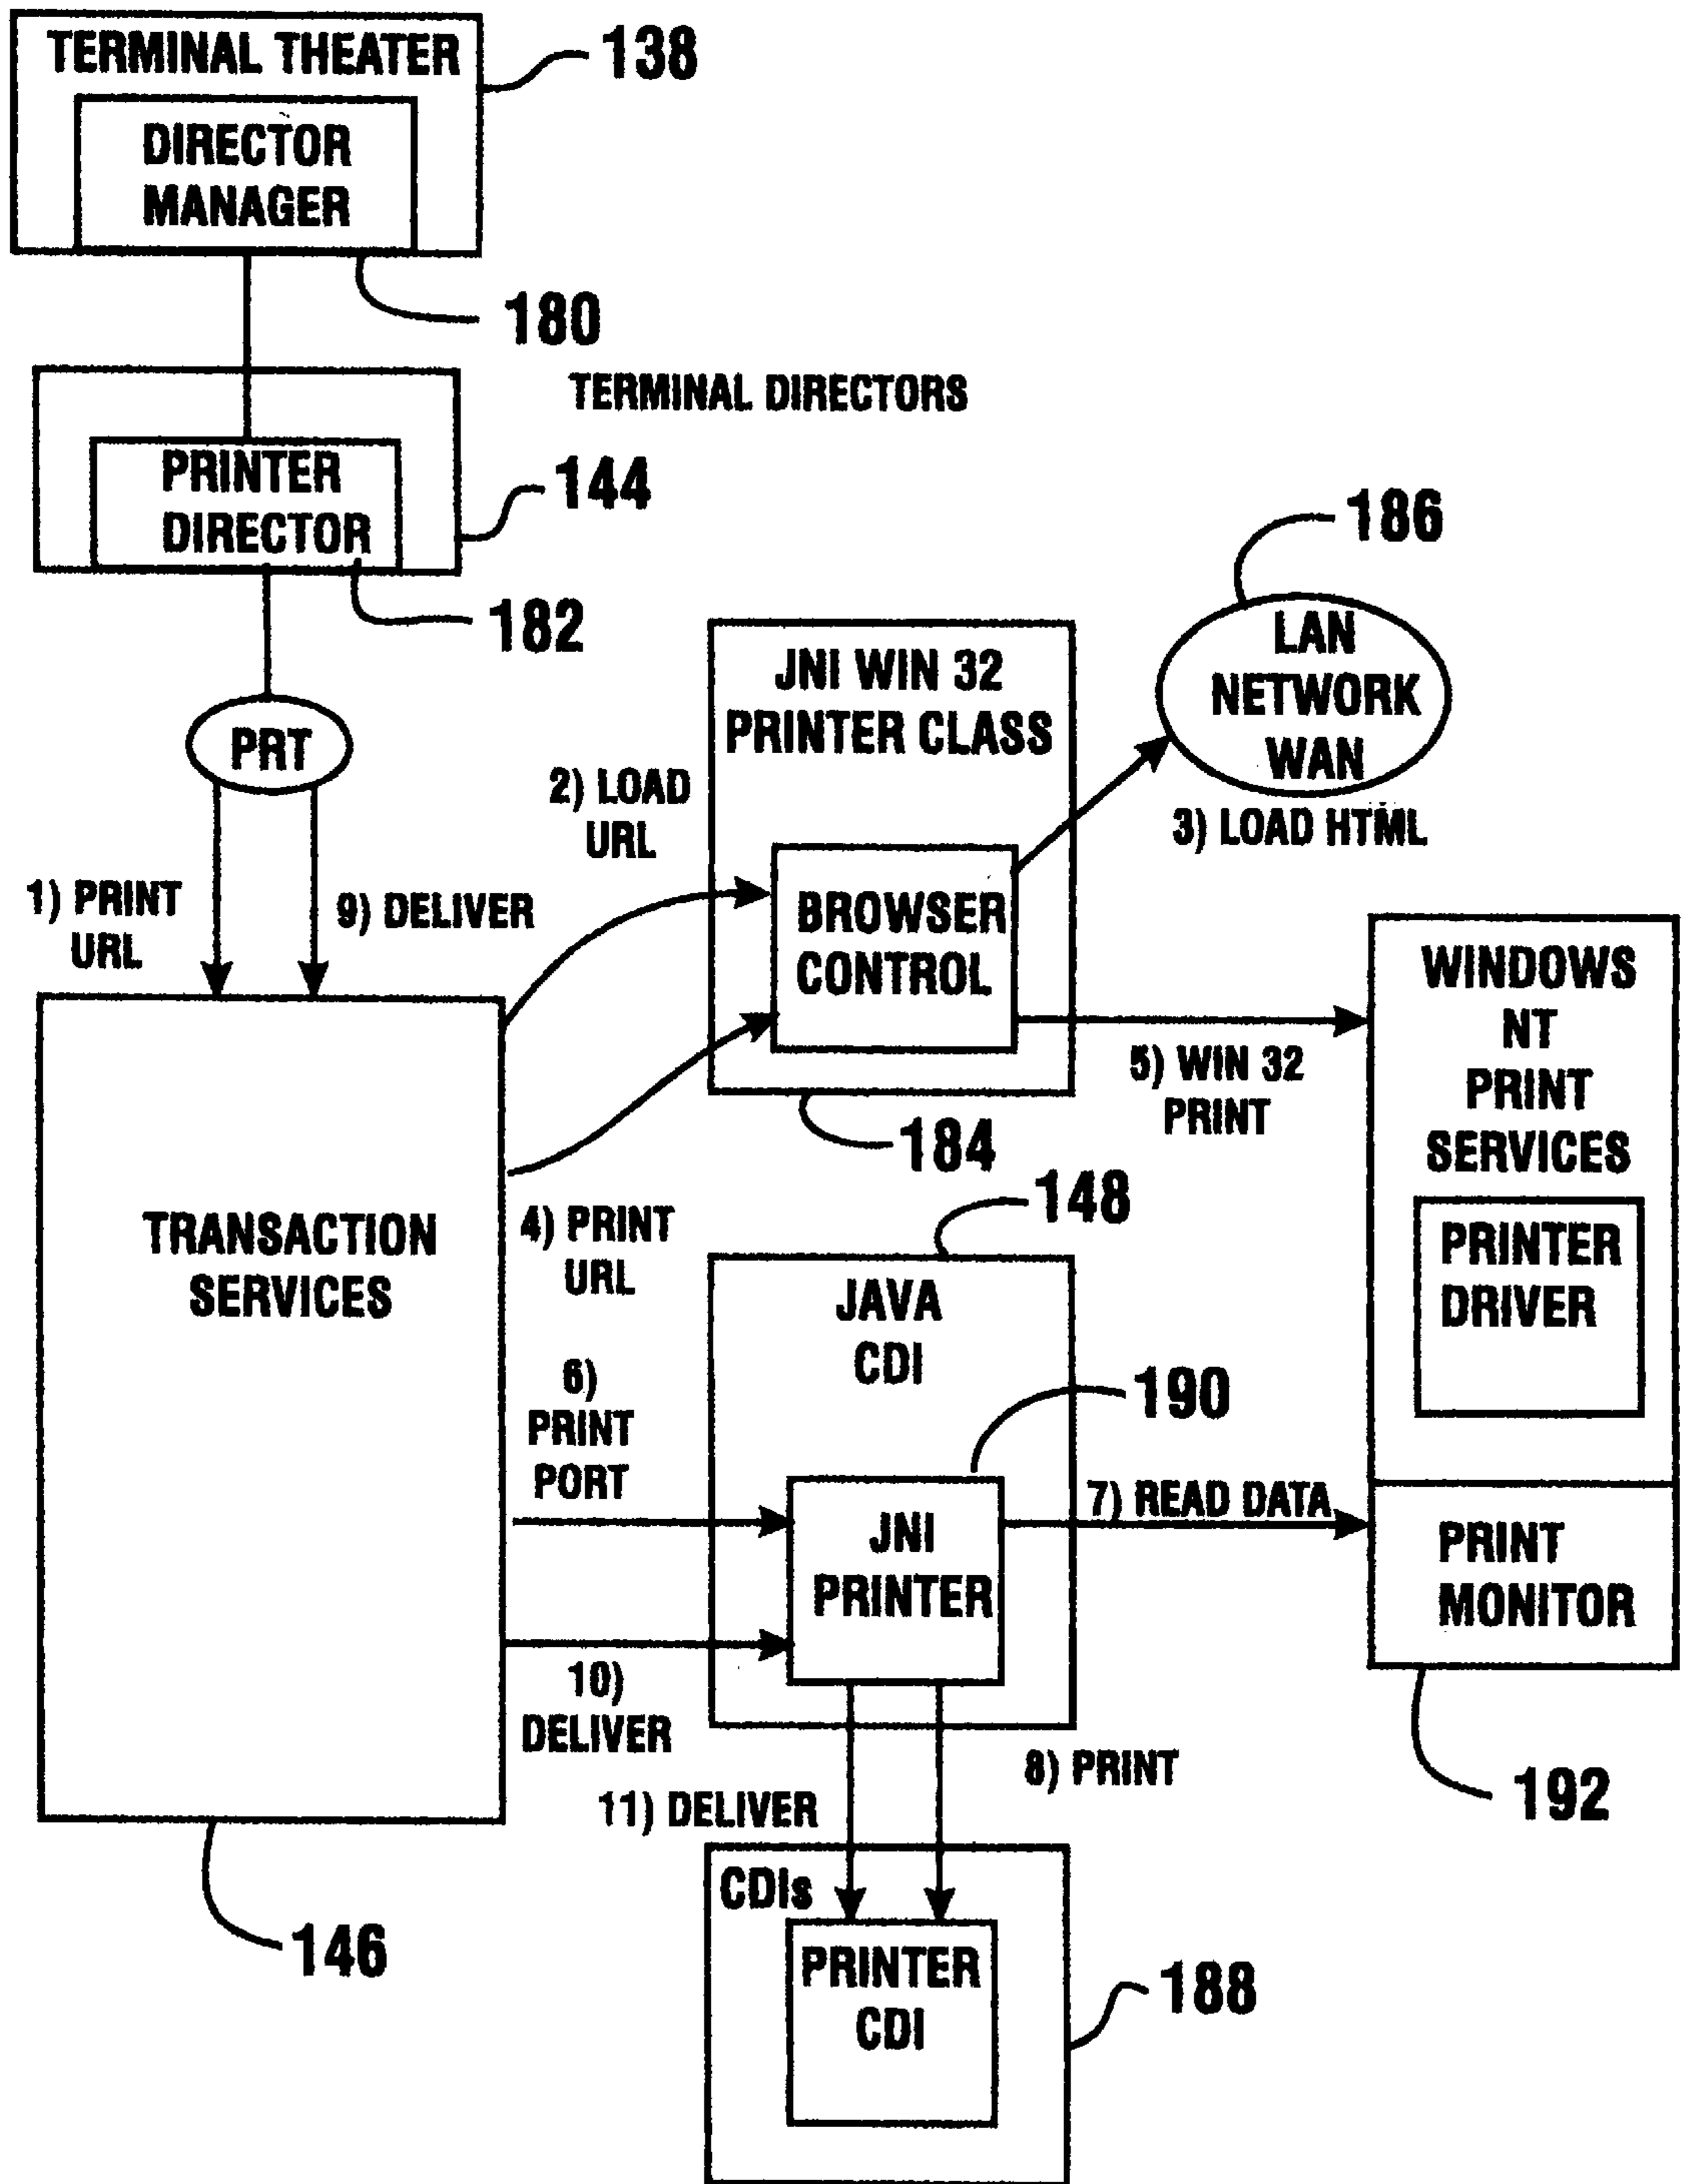 TERMINAL THEATER
138
DIRECTOR
MANAGER
180
TERMINAL DIRECTORS
PRINTER
DIRECTOR
144
182
PRT
1) PRINT
URL
9) DELIVER
JNI WIN 32
PRINTER CLASS
2) LOAD
URL
BROWSER
CONTROL
186
LAN
NETWORK
WAN
3) LOAD HTML
5) WIN 32
PRINT
184
WINDOWS
NT
PRINT
SERVICES
PRINTER
DRIVER
TRANSACTION
SERVICES
4) PRINT
URL
148
JAVA
CDI
6)
PRINT
PORT
190
JNI
PRINTER
7) READ DATA
PRINT
MONITOR
10)
DELIVER
8) PRINT
11) DELIVER
192
146
CDIs
PRINTER
CDI
188